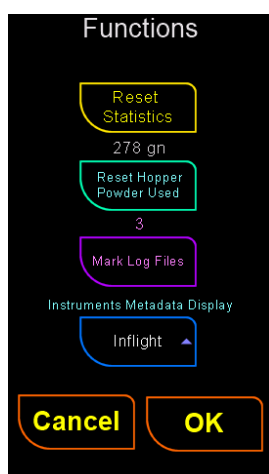 Functions
Reset
Statistics
278 gn
Reset Hopper
Powder Used
3
Mark Log Files
Instruments Metadata Display
Inflight
Cancel OK